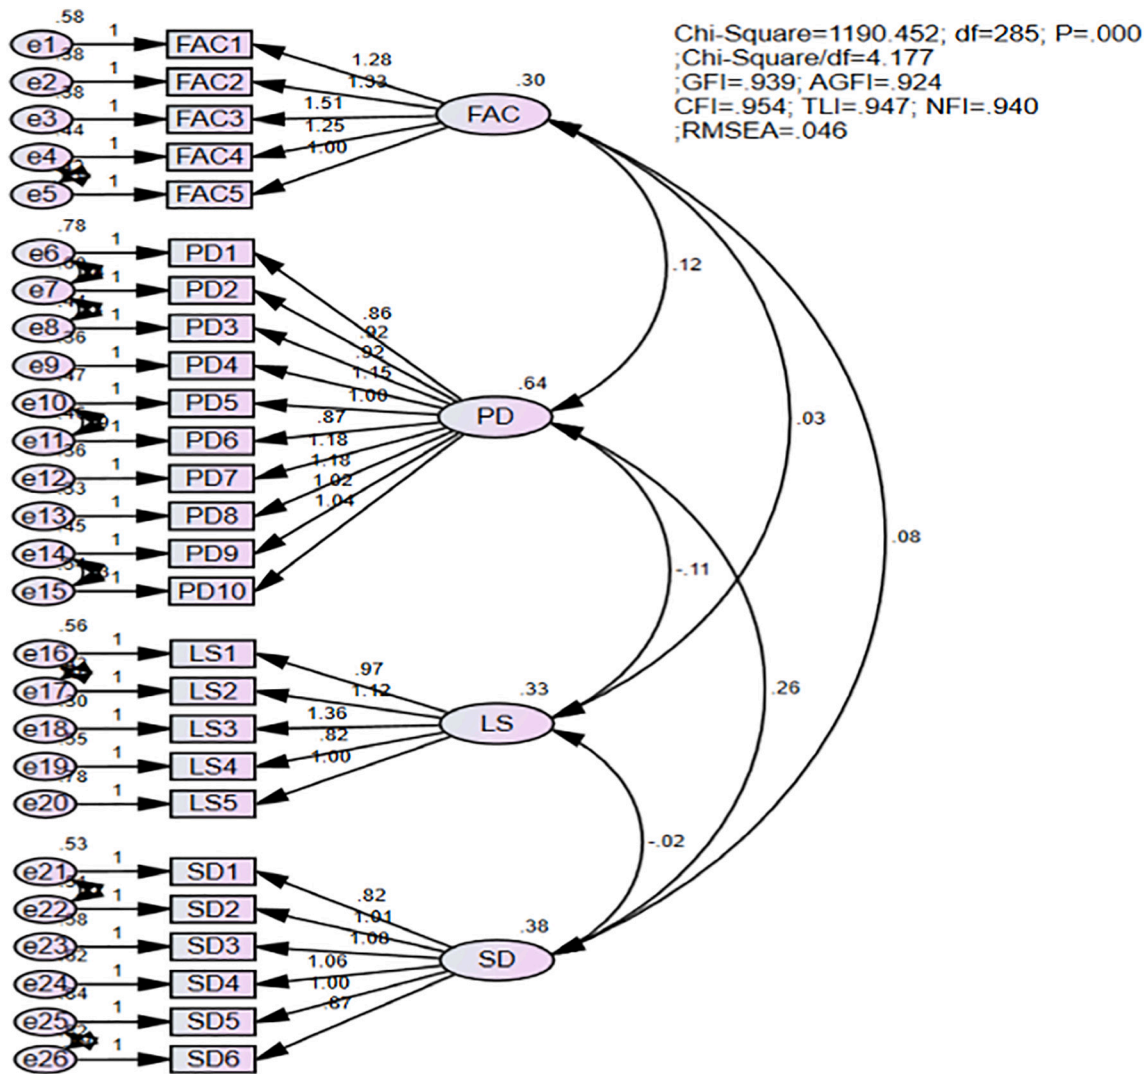 Chi-Square=1190.452; df=285; P=.000
;Chi-Square/df=4.177
;GFI=.939; AGFI=.924
CFI=.954; TLI=.947; NFI=.940
;RMSEA=.046
.58
e1 1 FAC1
.38
e2 1 FAC2
.38
e3 1 FAC3
.44
e4 1 FAC4
e5 1 FAC5
1.28
1.33
1.51
1.25
1.00
.30
FAC
.78
e6 1 PD1
e7 1 PD2
e8 1 PD3
.36
e9 1 PD4
.47
e10 1 PD5
e11 1 PD6
.36
e12 1 PD7
.33
e13 1 PD8
.45
e14 1 PD9
e15 1 PD10
.86
.92
.92
1.15
1.00
.87
1.18
1.18
1.02
1.04
.64
PD
.56
e16 1 LS1
e17 1 LS2
.30
e18 1 LS3
.55
e19 1 LS4
.78
e20 1 LS5
.97
1.12
1.36
.82
1.00
.33
LS
.53
e21 1 SD1
e22 1 SD2
.58
e23 1 SD3
.62
e24 1 SD4
.64
e25 1 SD5
e26 1 SD6
.82
1.01
1.08
1.06
1.00
.87
.38
SD
.12
.03
.08
-.11
.26
-.02